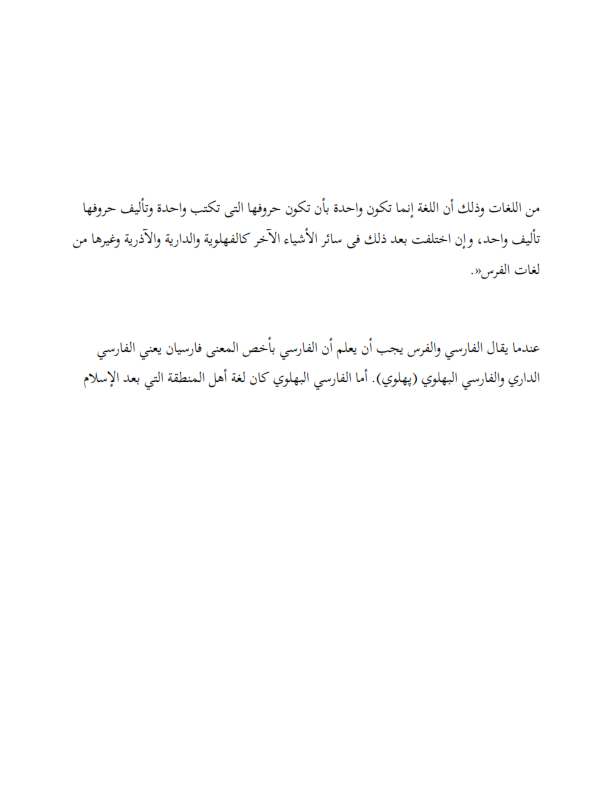 من اللغات وذلك أن اللغة إنما تكون واحدة بأن تكون حروفها التى تكتب واحدة وتأليف حروفها
تأليف واحد، وإن اختلفت بعد ذلك فى سائر الأشياء الآخر كالفهلوية والدارية والآذرية وغيرها من
لغات الفرس«.
عندما يقال الفارسي والفرس يجب أن يعلم أن الفارسي بأخص المعنى فارسيان يعني الفارسي
الداري والفارسي البهلوي (پهلوي). أما الفارسي البهلوي كان لغة أهل المنطقة التي بعد الإسلام